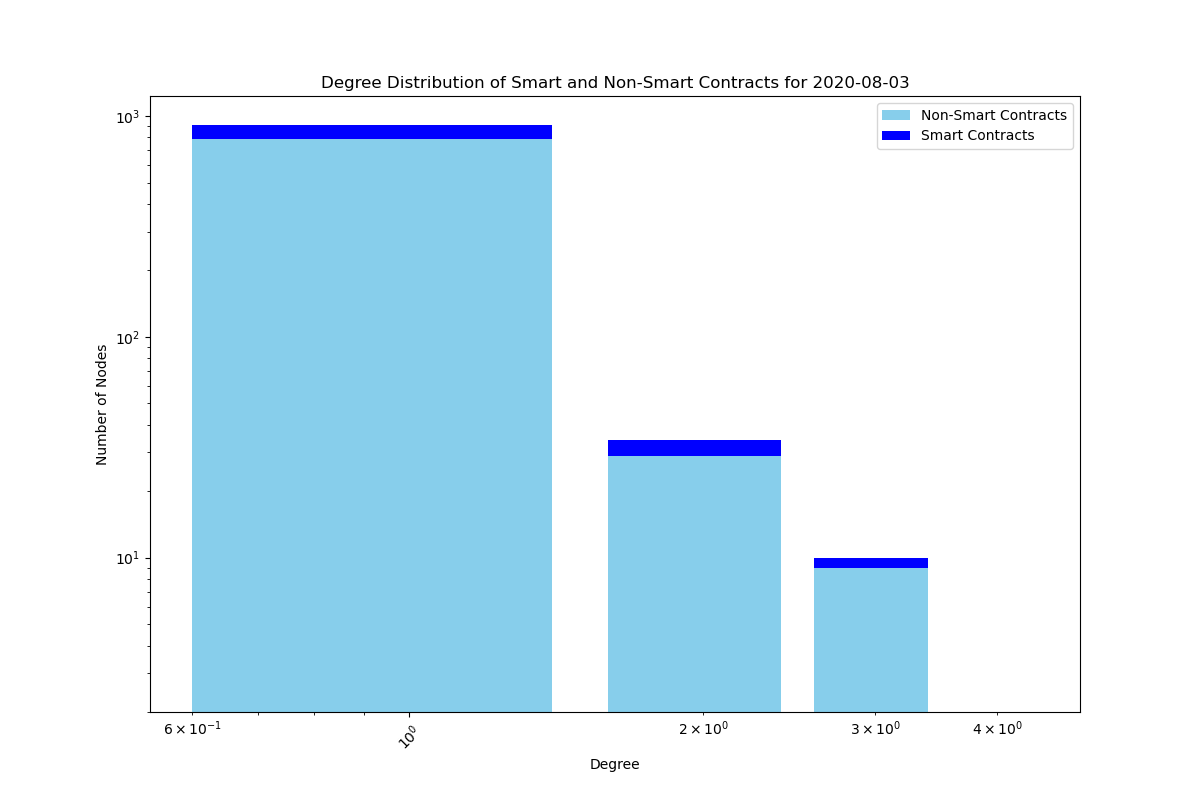 Degree Distribution of Smart and Non-Smart Contracts for 2020-08-03
Non-Smart Contracts
Smart Contracts
10³
10²
10¹
Number of Nodes
6 × 10⁻¹
10⁰
2 × 10⁰
3 × 10⁰
4 × 10⁰
Degree